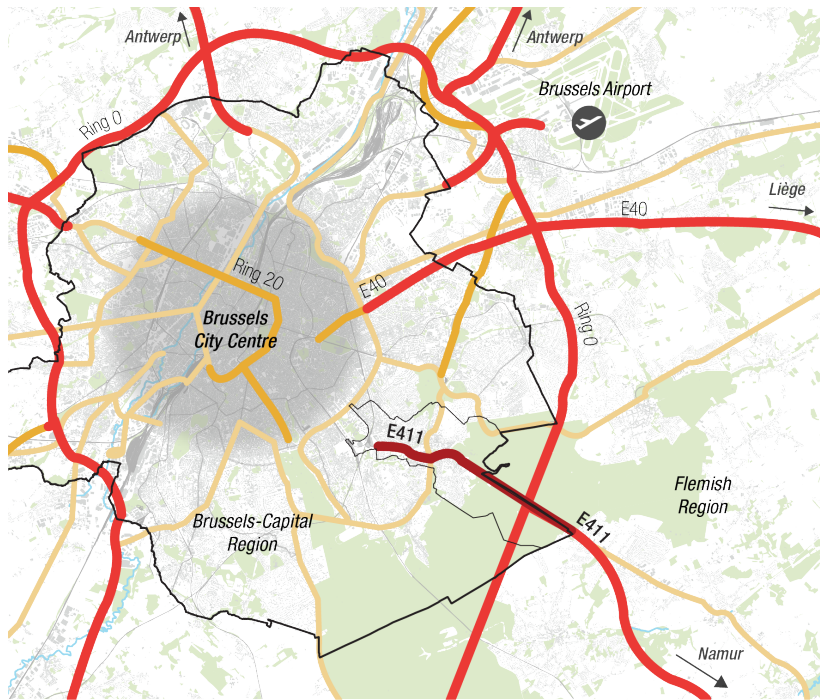 Antwerp
Antwerp
Brussels Airport
Ring 0
Liège
E40
Ring 20
E40
Brussels
City Centre
Ring 0
E411
Flemish
Region
Brussels-Capital
Region
E411
Namur